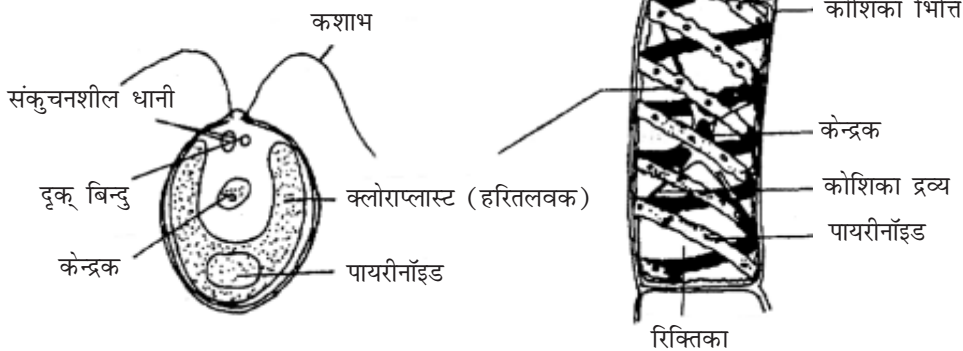 कशाभ
संकुचनशील धानी
दृक् बिन्दु
केन्द्रक
क्लोराप्लास्ट (हरितलवक)
पायरीनॉइड
कोशिका भित्ति
केन्द्रक
कोशिका द्रव्य
पायरीनॉइड
रिक्तिका